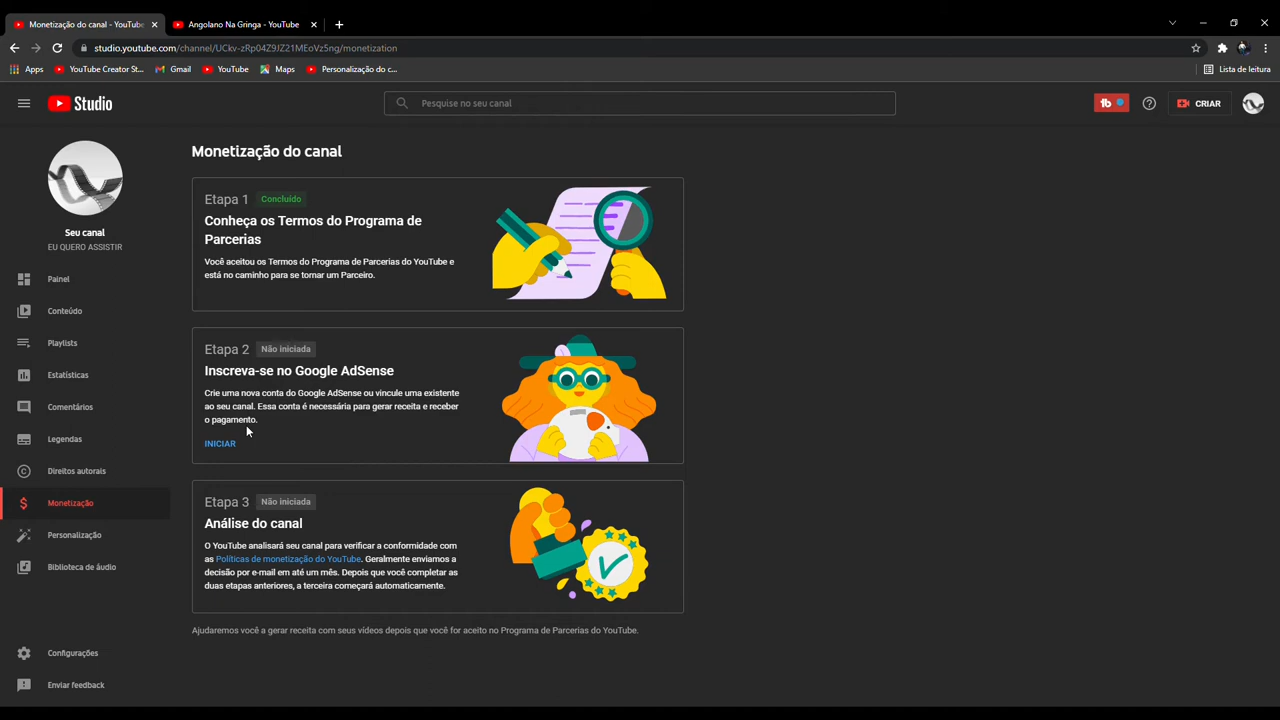 Monetização do canal - YouTube
Angolano Na Gringa - YouTube
studio.youtube.com/channel/UCkv-zRp04Z9JZ21MEoVz5ng/monetization
Apps
YouTube Creator St...
Gmail
YouTube
Maps
Personalização do c...
Lista de leitura
Studio
Pesquise no seu canal
tb
CRIAR
Seu canal
EU QUERO ASSISTIR
Painel
Conteúdo
Playlists
Estatísticas
Comentários
Legendas
Direitos autorais
Monetização
Personalização
Biblioteca de áudio
Configurações
Enviar feedback
Monetização do canal
Etapa 1 Concluído
Conheça os Termos do Programa de
Parcerias
Você aceitou os Termos do Programa de Parcerias do YouTube e
está no caminho para se tornar um Parceiro.
Etapa 2 Não iniciada
Inscreva-se no Google AdSense
Crie uma nova conta do Google AdSense ou vincule uma existente
ao seu canal. Essa conta é necessária para gerar receita e receber
o pagamento.
INICIAR
Etapa 3 Não iniciada
Análise do canal
O YouTube analisará seu canal para verificar a conformidade com
as Políticas de monetização do YouTube. Geralmente enviamos a
decisão por e-mail em até um mês. Depois que você completar as
duas etapas anteriores, a terceira começará automaticamente.
Ajudaremos você a gerar receita com seus vídeos depois que você for aceito no Programa de Parcerias do YouTube.